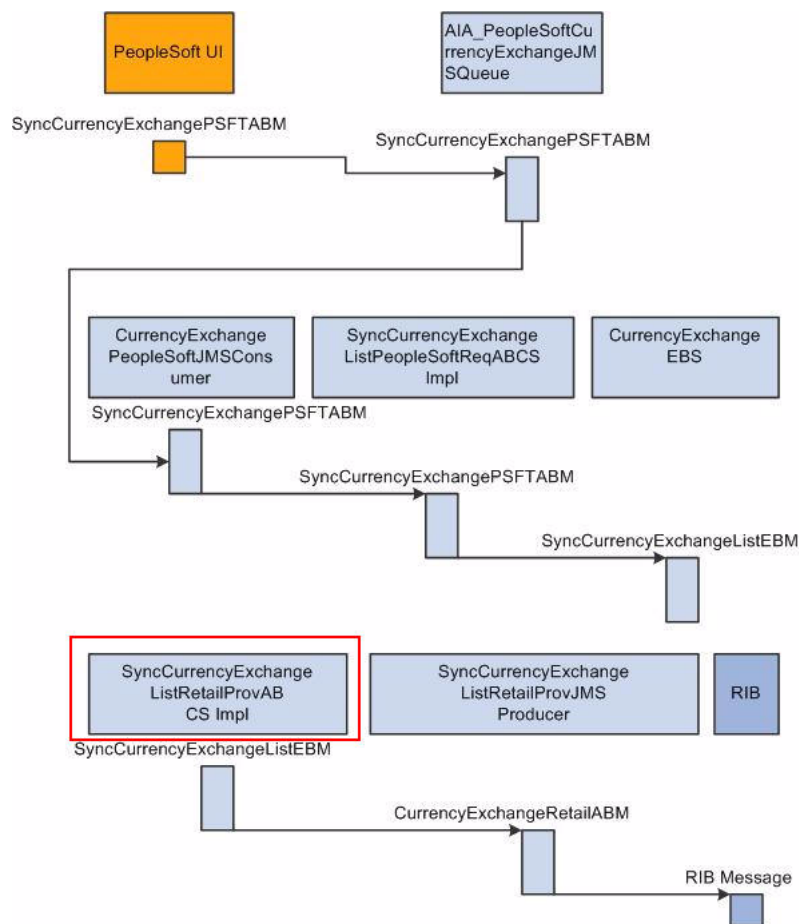 PeopleSoft UI
AIA_PeopleSoftCu
rrencyExchangeJM
SQueue
SyncCurrencyExchangePSFTABM
SyncCurrencyExchangePSFTABM
CurrencyExchange
PeopleSoftJMSCons
umer
SyncCurrencyExchange
ListPeopleSoftReqABCS
Impl
CurrencyExchange
EBS
SyncCurrencyExchangePSFTABM
SyncCurrencyExchangePSFTABM
SyncCurrencyExchangeListEBM
SyncCurrencyExchange
ListRetailProvAB
CS Impl
SyncCurrencyExchange
ListRetailProvJMS
Producer
RIB
SyncCurrencyExchangeListEBM
CurrencyExchangeRetailABM
RIB Message